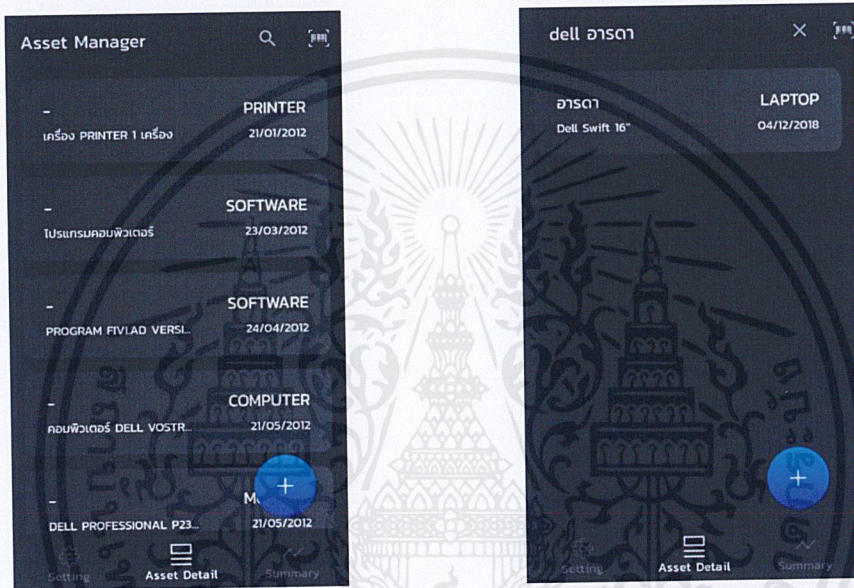 Asset Manager
-
PRINTER
เครื่อง PRINTER 1 เครื่อง
21/01/2012
-
SOFTWARE
โปรแกรมคอมพิวเตอร์
23/03/2012
-
SOFTWARE
PROGRAM FIVLAD VERSI...
24/04/2012
-
COMPUTER
คอมพิวเตอร์ DELL VOSTR...
21/05/2012
-
DELL PROFESSIONAL P23...
21/05/2012
Setting
Asset Detail
Summary
dell อารดา
อารดา
LAPTOP
Dell Swift 16"
04/12/2018
Setting
Asset Detail
Summary